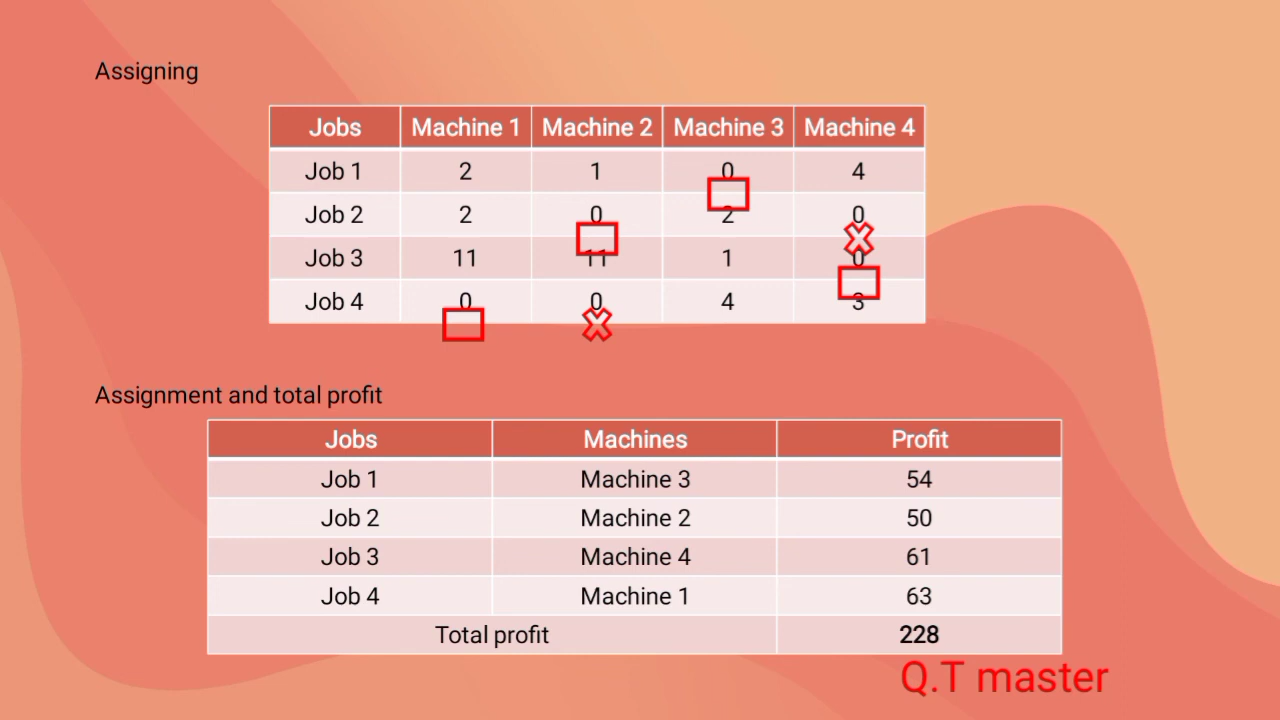 Assigning
Jobs Machine 1 Machine 2 Machine 3 Machine 4
Job 1 2 1 0 4
Job 2 2 0 2 0
Job 3 11 11 1 0
Job 4 0 0 4 3
Assignment and total profit
Jobs Machines Profit
Job 1 Machine 3 54
Job 2 Machine 2 50
Job 3 Machine 4 61
Job 4 Machine 1 63
Total profit 228
Q.T master